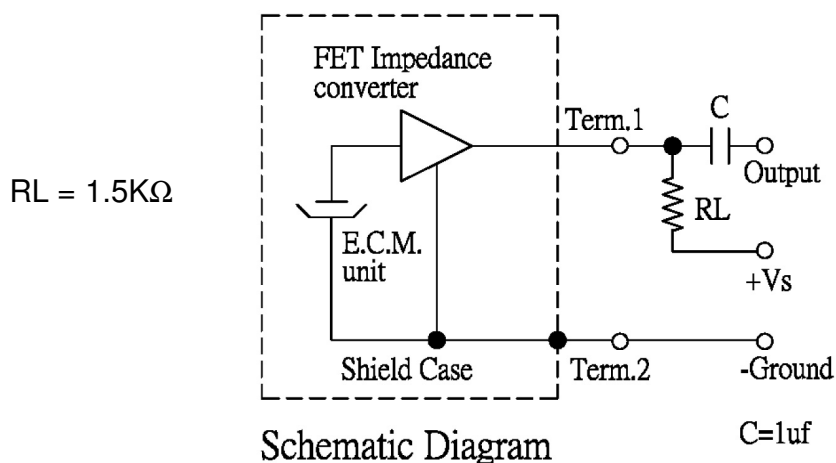 FET Impedance
converter
Term.1
C
Output
RL = 1.5KΩ
RL
E.C.M.
unit
+Vs
Shield Case
Term.2
-Ground
C=1uf
Schematic Diagram